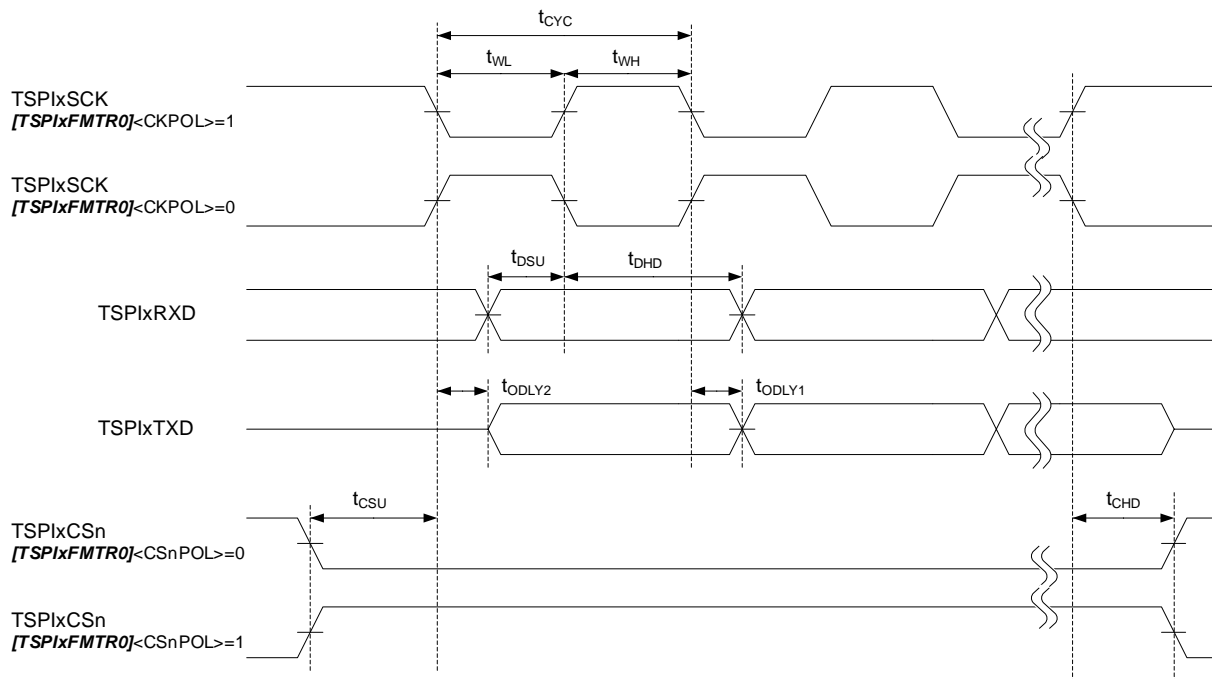 tCYC
tWL
tWH
TSPIxSCK
[TSPIxFMTR0]<CKPOL>=1
TSPIxSCK
[TSPIxFMTR0]<CKPOL>=0
tDSU
tDHD
TSPIxRXD
tODLY2
tODLY1
TSPIxTXD
tCSU
tCHD
TSPIxCSn
[TSPIxFMTR0]<CSnPOL>=0
TSPIxCSn
[TSPIxFMTR0]<CSnPOL>=1